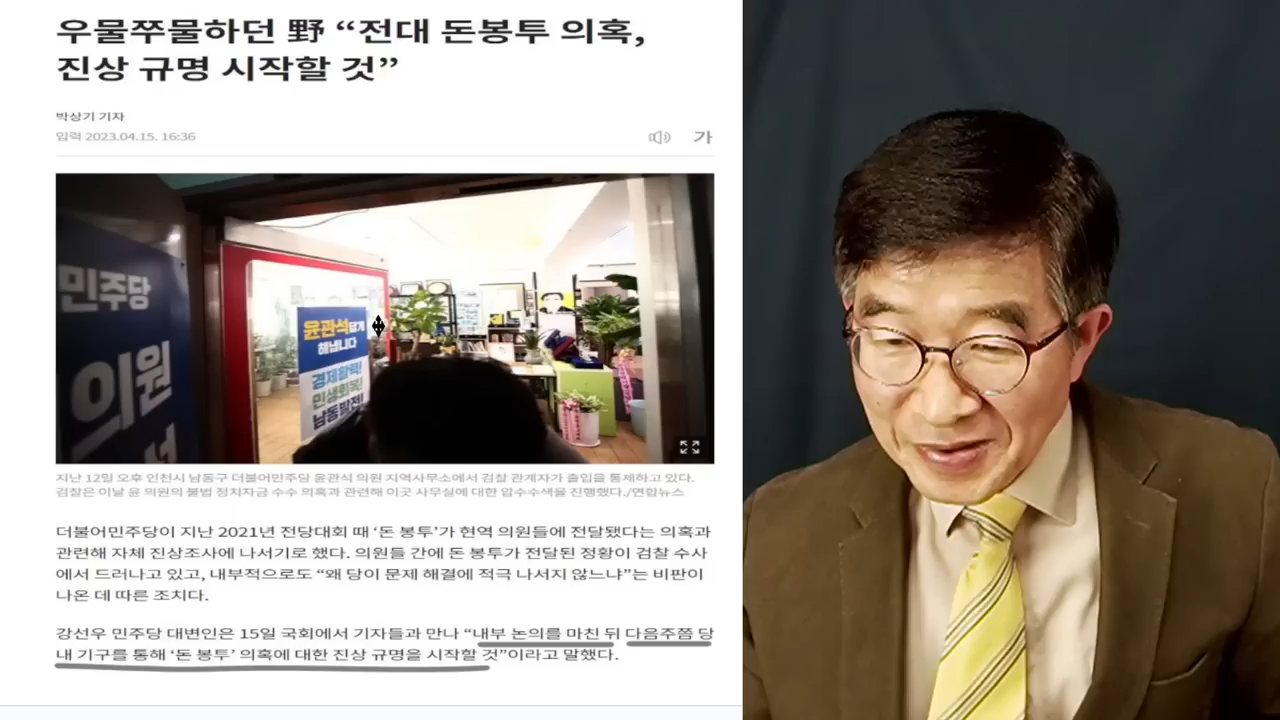 우물쭈물하던 野 “전대 돈봉투 의혹,
진상 규명 시작할 것”
박상기 기자
입력 2023.04.15. 16:36
가
민주당
의원
윤관석답게
해냅니다
경제활력!
민생회복!
남동발전!
지난 12일 오후 인천시 남동구 더불어민주당 윤관석 의원 지역사무소에서 검찰 관계자가 출입을 통제하고 있다.
검찰은 이날 윤 의원의 불법 정치자금 수수 의혹과 관련해 이곳 사무실에 대한 압수수색을 진행했다./연합뉴스
더불어민주당이 지난 2021년 전당대회 때 ‘돈 봉투’가 현역 의원들에 전달됐다는 의혹과
관련해 자체 진상조사에 나서기로 했다. 의원들 간에 돈 봉투가 전달된 정황이 검찰 수사
에서 드러나고 있고, 내부적으로도 “왜 당이 문제 해결에 적극 나서지 않느냐”는 비판이
나온 데 따른 조치다.
강선우 민주당 대변인은 15일 국회에서 기자들과 만나 “내부 논의를 마친 뒤 다음주쯤 당
내 기구를 통해 ‘돈 봉투’ 의혹에 대한 진상 규명을 시작할 것”이라고 말했다.